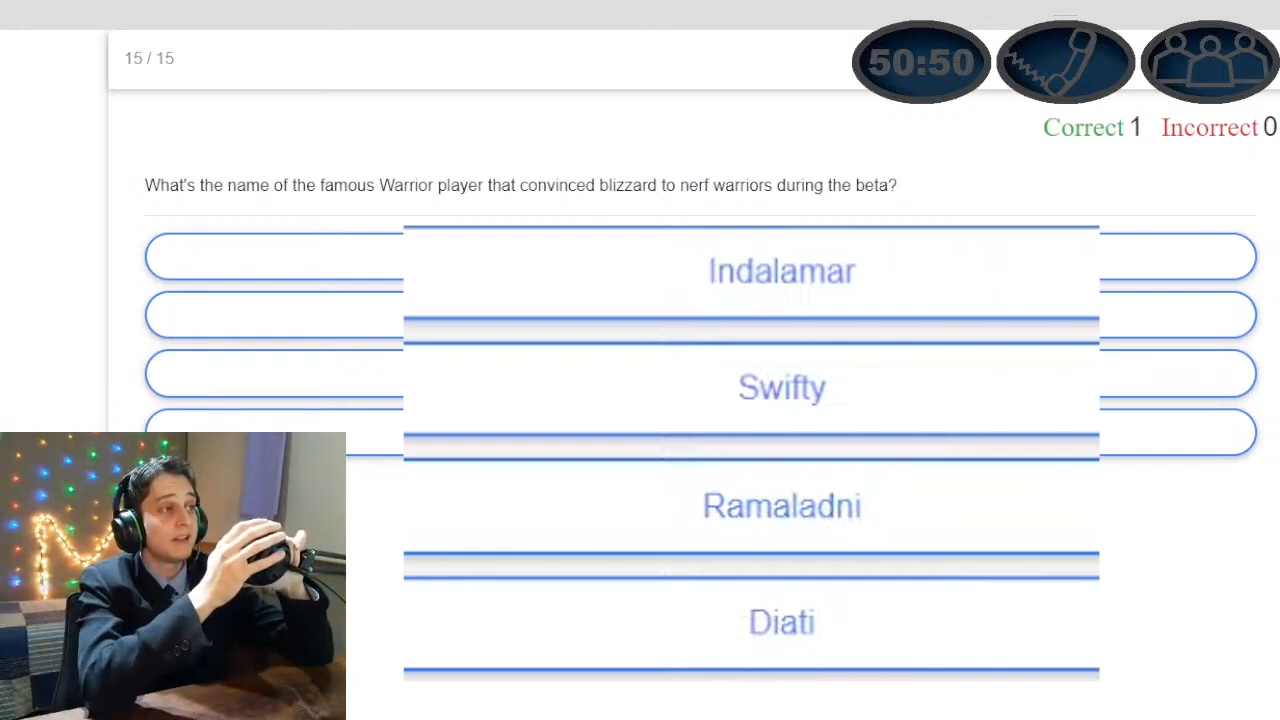 15 / 15
50:50
Correct 1 Incorrect 0
What's the name of the famous Warrior player that convinced blizzard to nerf warriors during the beta?
Indalamar
Swifty
Ramaladni
Diati
M